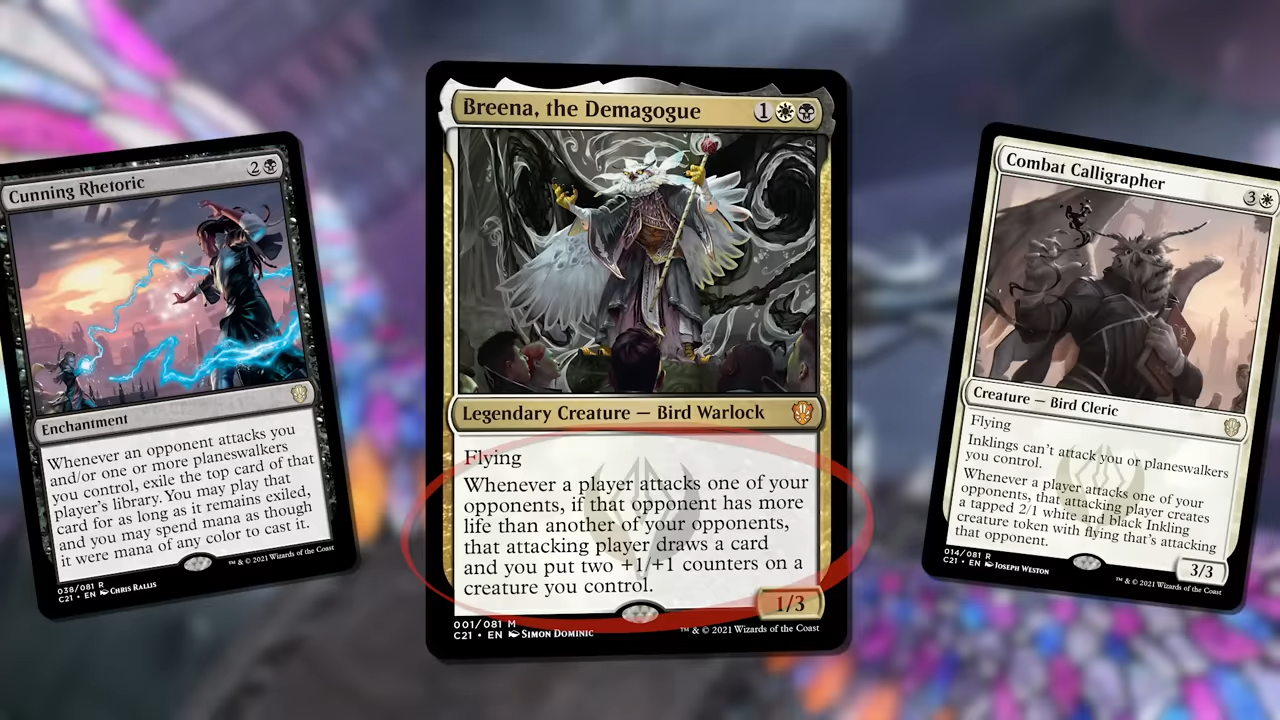 Cunning Rhetoric
2
Enchantment
Whenever an opponent attacks you
and/or one or more planeswalkers
you control, exile the top card of that
player's library. You may play that
card for as long as it remains exiled,
and you may spend mana as though
it were mana of any color to cast it.
038/081 R
C21 • EN Chris Rallis
™ & © 2021 Wizards of the Coast
Breena, the Demagogue
1
Legendary Creature — Bird Warlock
Flying
Whenever a player attacks one of your
opponents, if that opponent has more
life than another of your opponents,
that attacking player draws a card
and you put two +1/+1 counters on a
creature you control.
1/3
001/081 M
C21 • EN Simon Dominic
™ & © 2021 Wizards of the Coast
Combat Calligrapher
3
Creature — Bird Cleric
Flying
Inklings can't attack you or planeswalkers
you control.
Whenever a player attacks one of your
opponents, that attacking player creates
a tapped 2/1 white and black Inkling
creature token with flying that's attacking
that opponent.
3/3
014/081 R
C21 • EN Joseph Weston
™ & © 2021 Wizards of the Coast